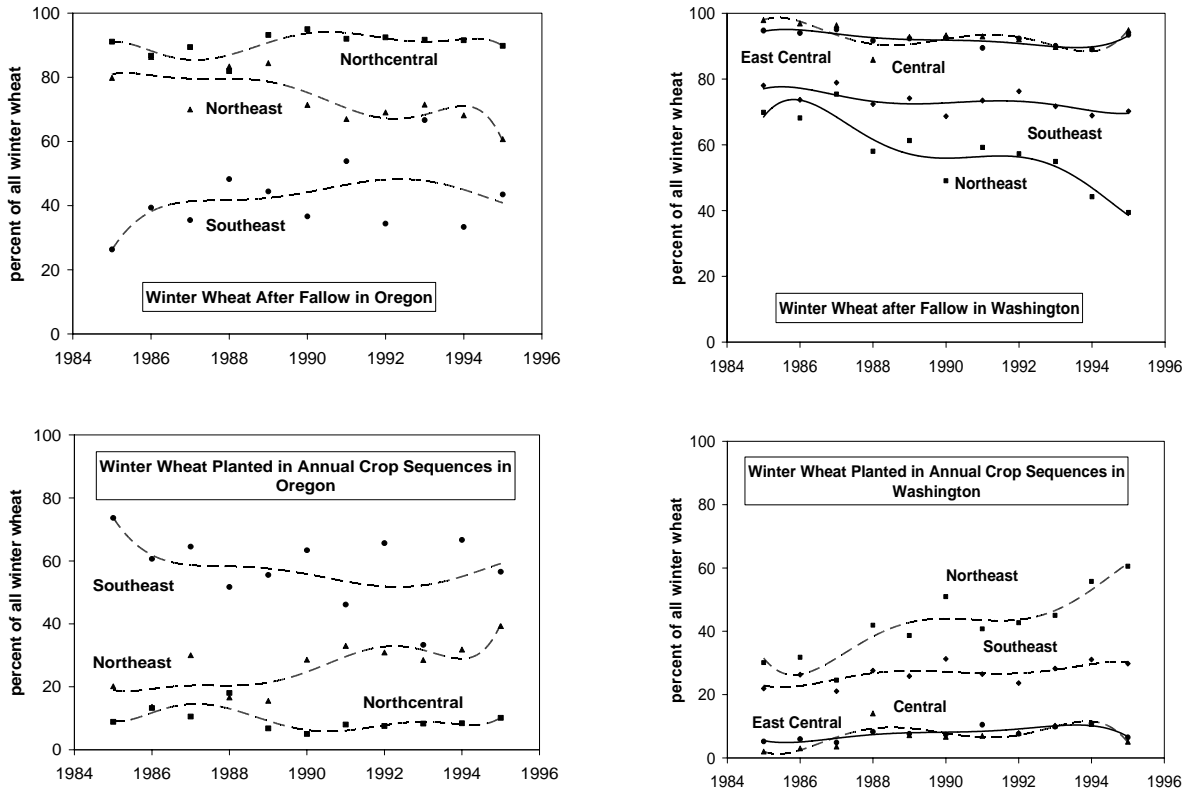 percent of all winter wheat
100
80
60
40
20
0
1984 1986 1988 1990 1992 1994 1996
Northcentral
Northeast
Southeast
Winter Wheat After Fallow in Oregon
percent of all winter wheat
100
80
60
40
20
0
1984 1986 1988 1990 1992 1994 1996
East Central
Central
Southeast
Northeast
Winter Wheat after Fallow in Washington
percent of all winter wheat
100
80
60
40
20
0
1984 1986 1988 1990 1992 1994 1996
Winter Wheat Planted in Annual Crop Sequences in
Oregon
Southeast
Northeast
Northcentral
percent of all winter wheat
100
80
60
40
20
0
1984 1986 1988 1990 1992 1994 1996
Winter Wheat Planted in Annual Crop Sequences in
Washington
Northeast
Southeast
Central
East Central